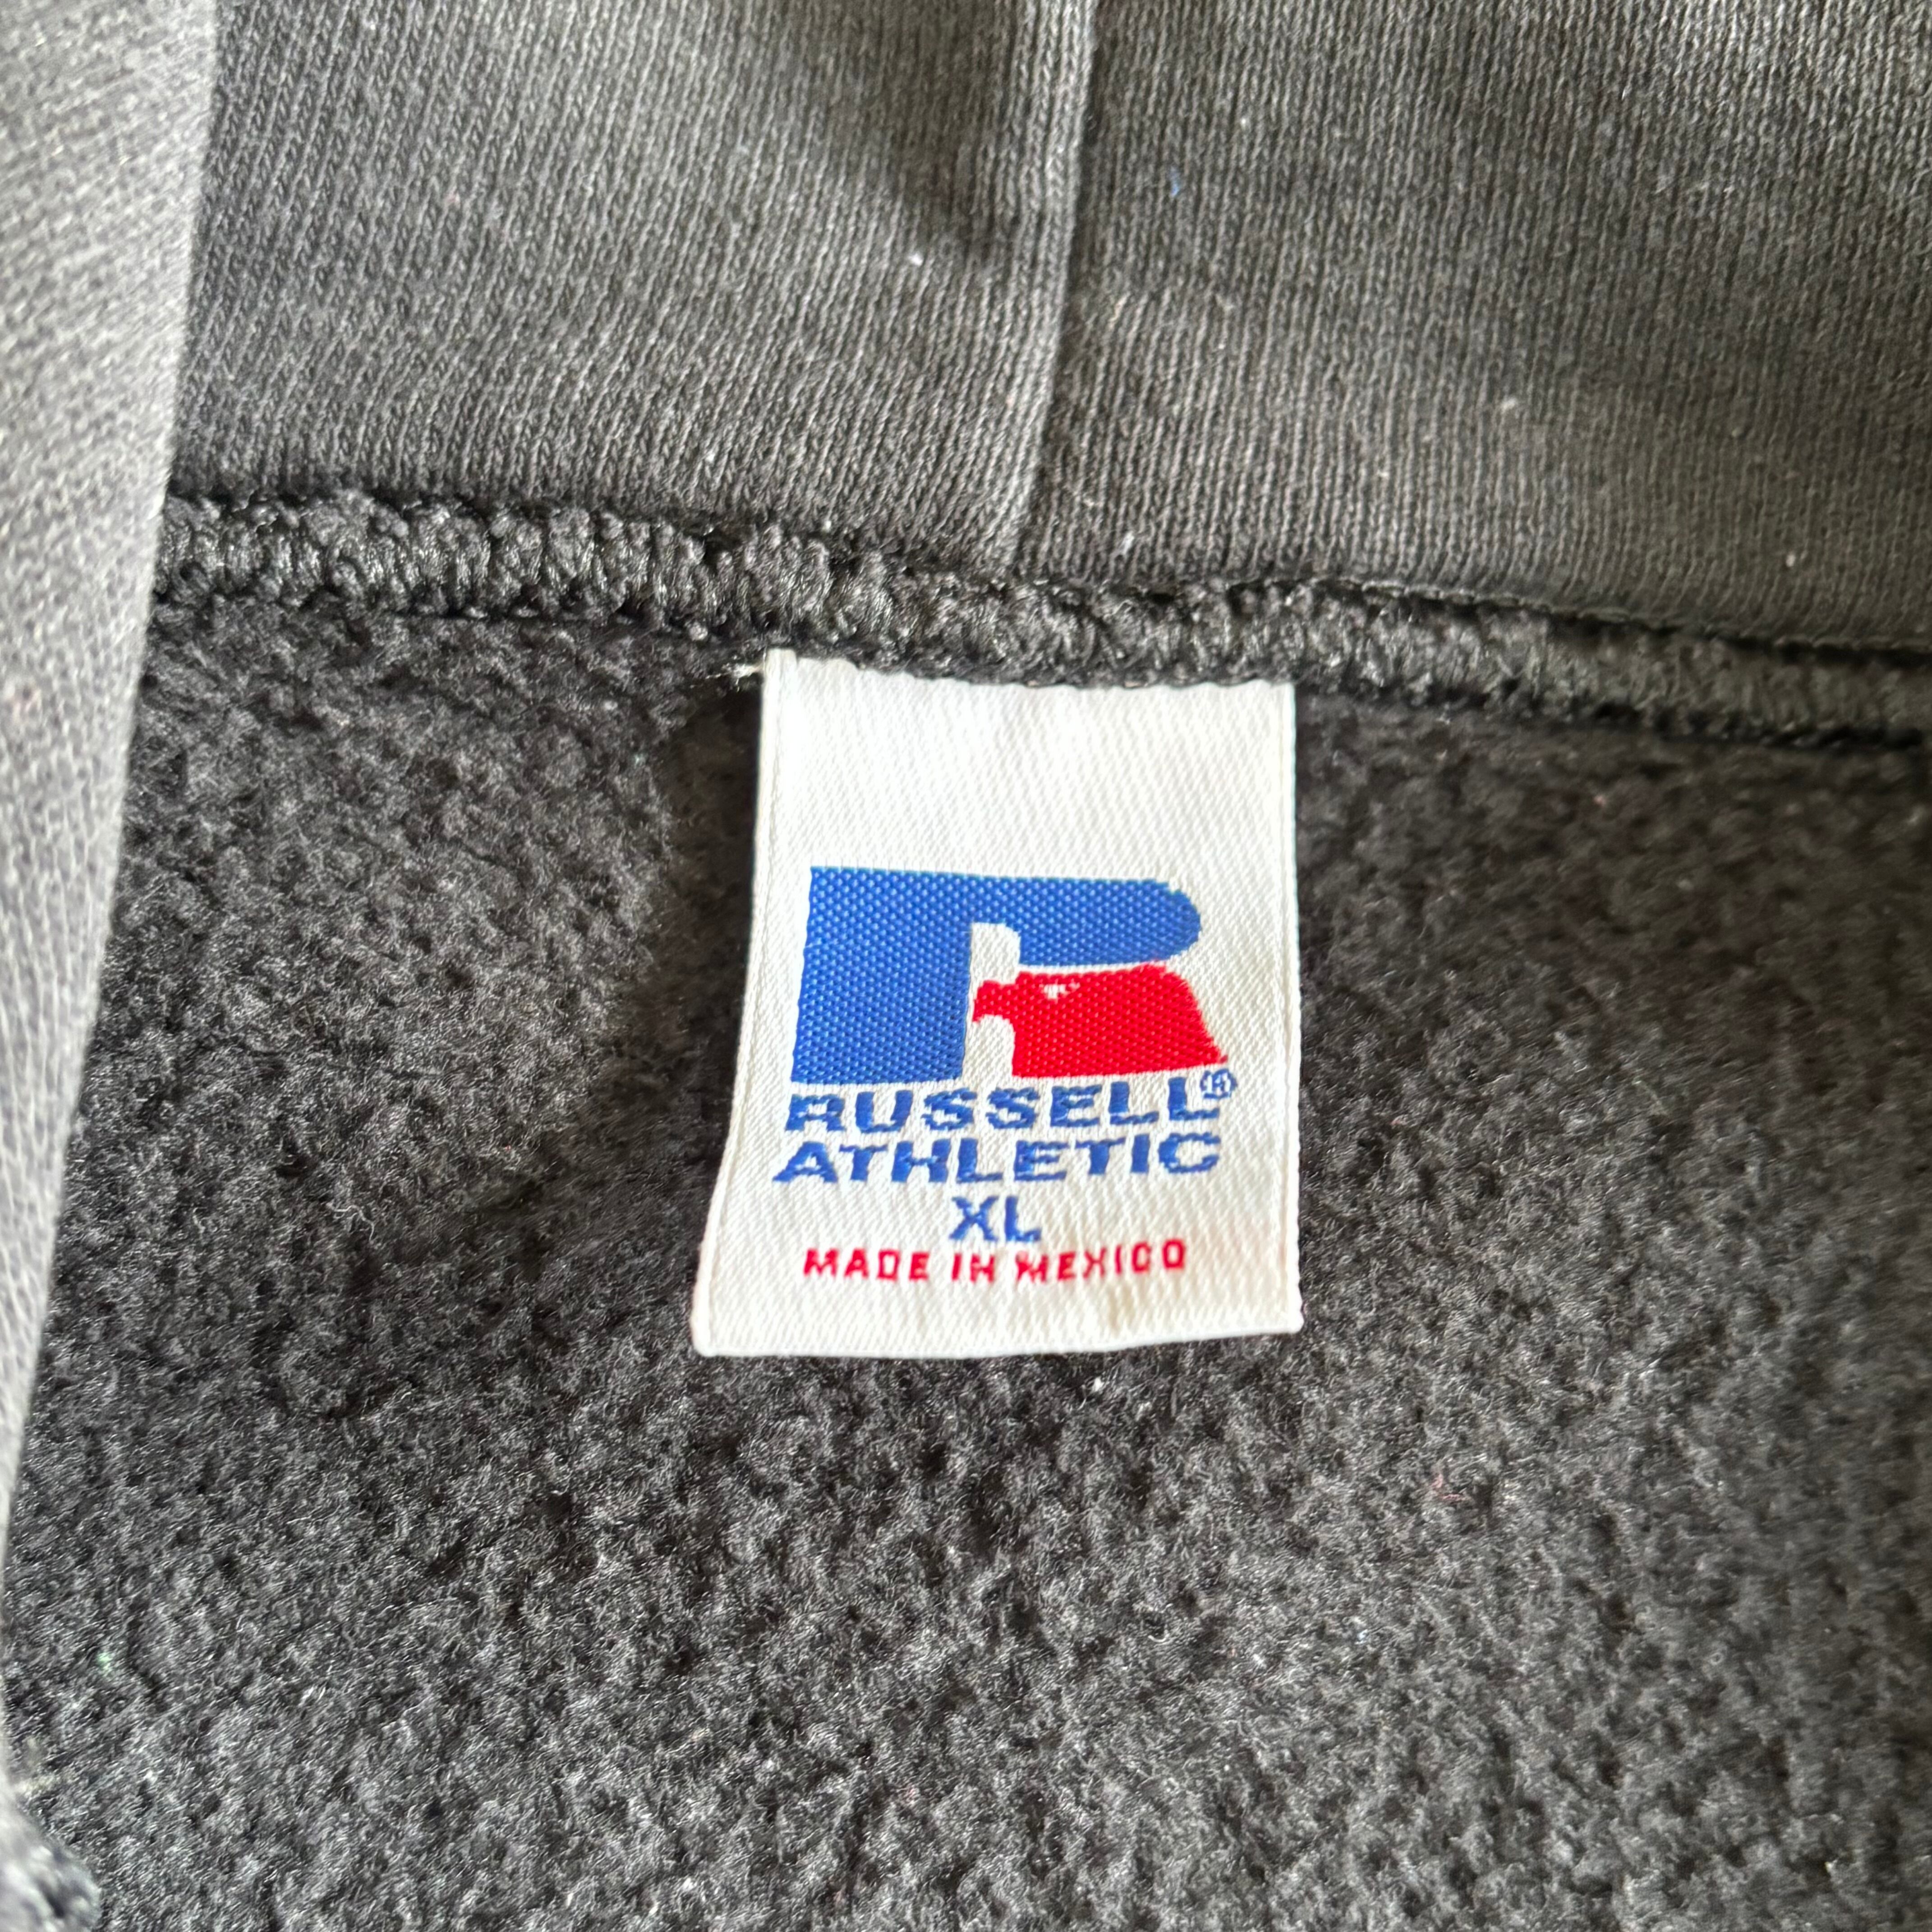 R
RUSSELL®
ATHLETIC
XL
MADE IN MEXICO